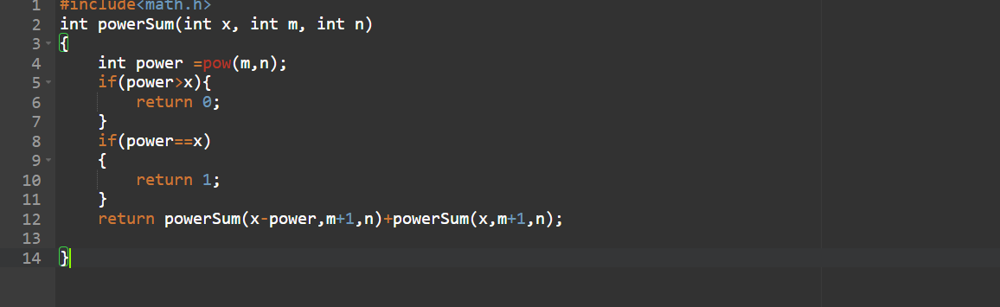 1 #include<math.h>
2 int powerSum(int x, int m, int n)
3 {
4     int power =pow(m,n);
5     if(power>x){
6         return 0;
7     }
8     if(power==x)
9     {
10         return 1;
11     }
12     return powerSum(x-power,m+1,n)+powerSum(x,m+1,n);
13
14 }